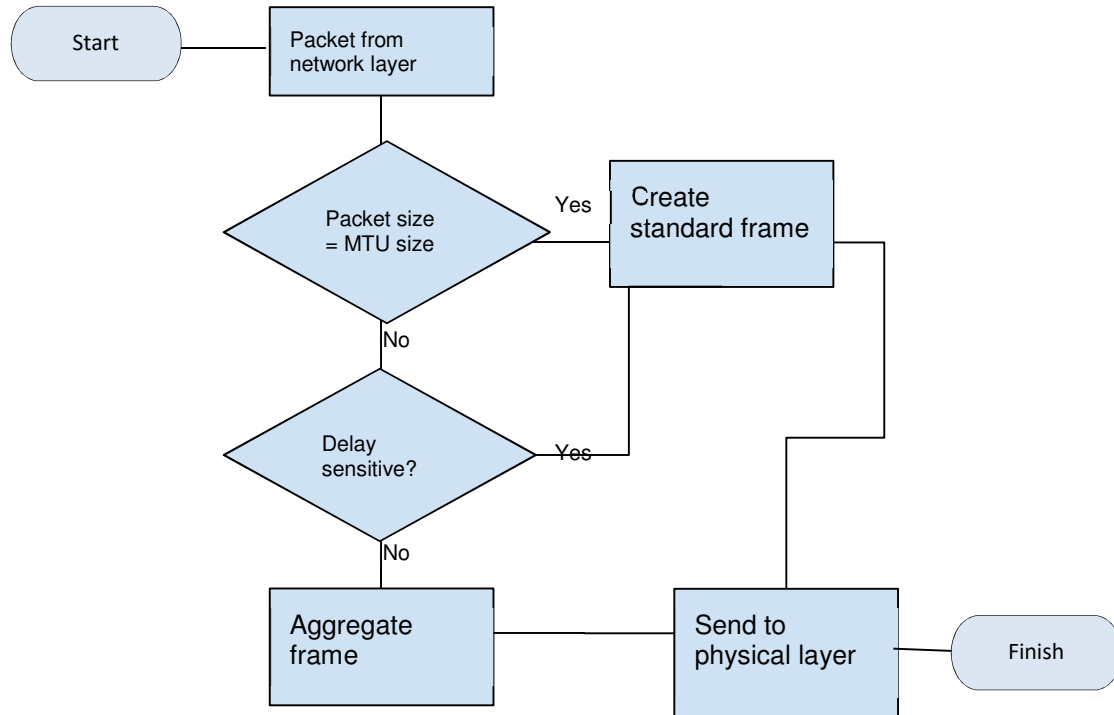 Start
Packet from
network layer
Packet size
= MTU size
Yes
Create
standard frame
No
Delay
sensitive?
Yes
No
Aggregate
frame
Send to
physical layer
Finish